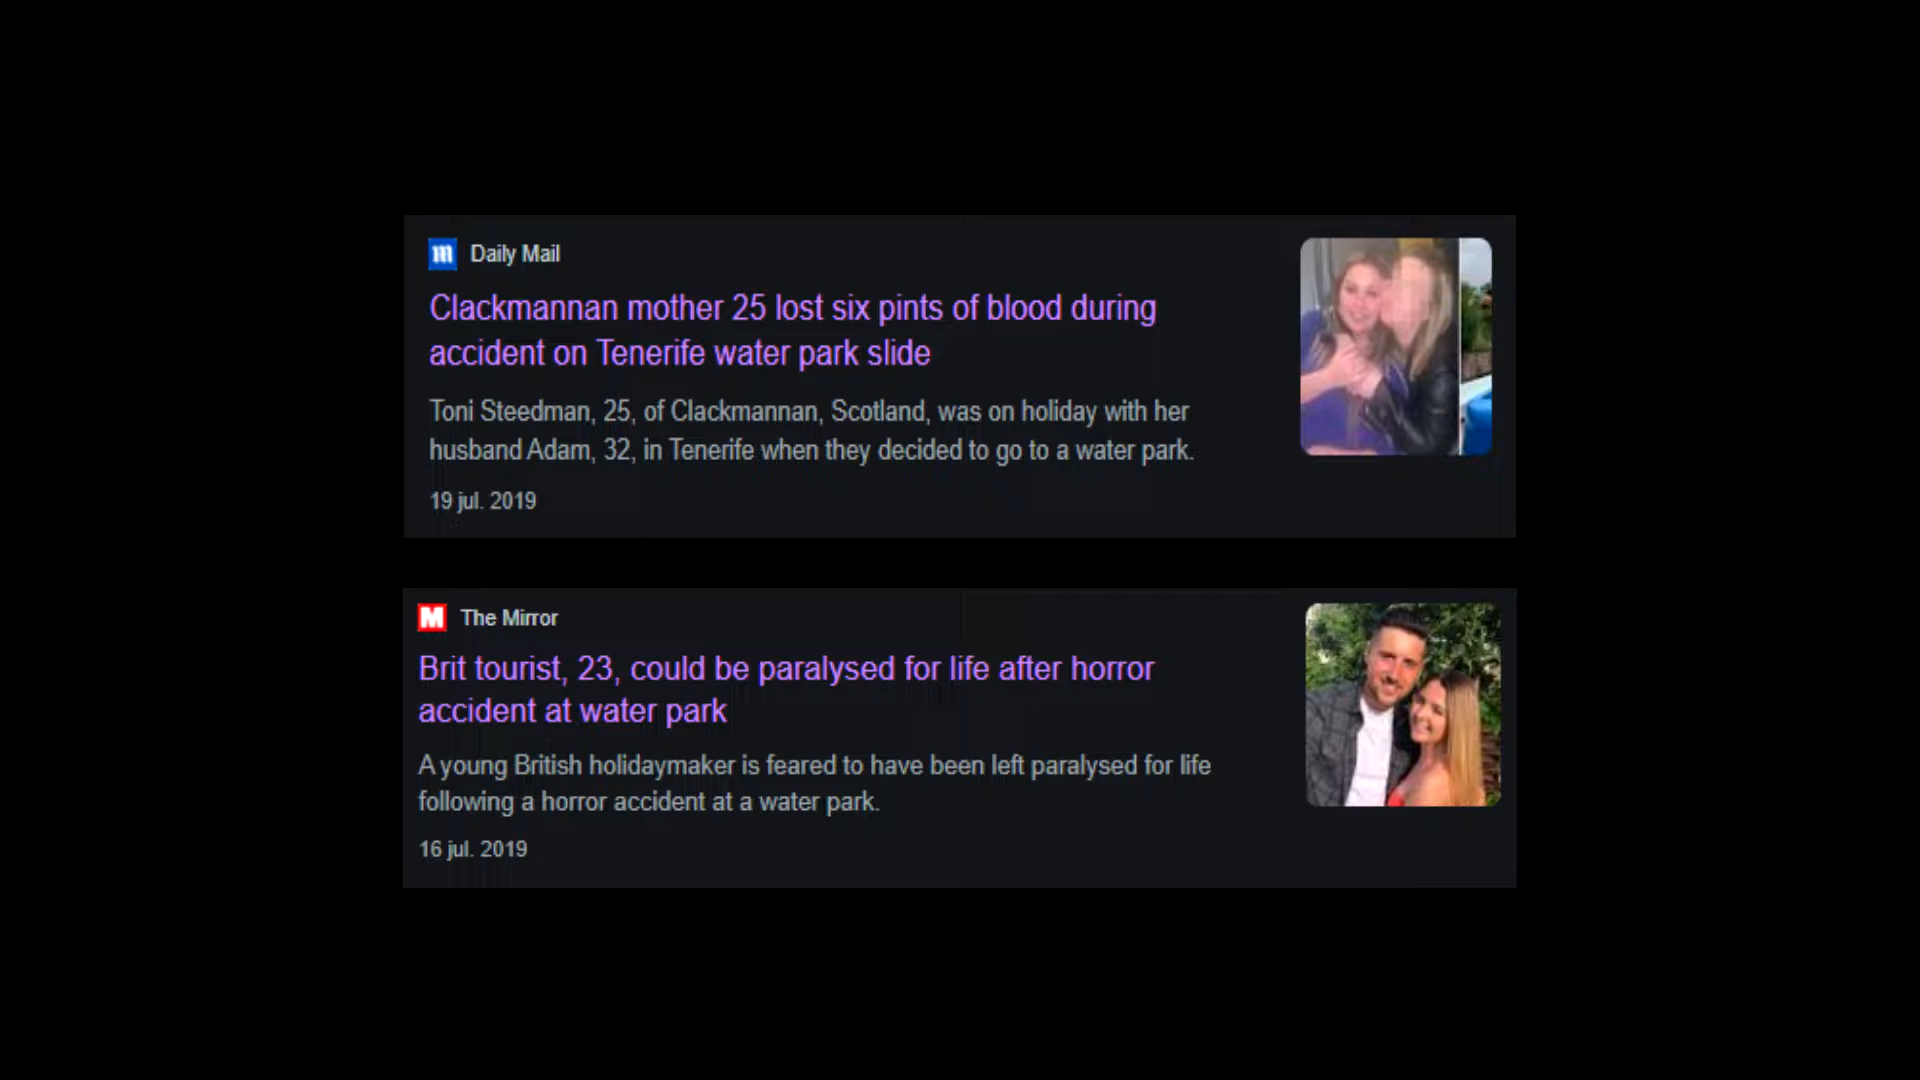 Daily Mail
Clackmannan mother 25 lost six pints of blood during
accident on Tenerife water park slide
Toni Steedman, 25, of Clackmannan, Scotland, was on holiday with her
husband Adam, 32, in Tenerife when they decided to go to a water park.
19 jul. 2019
The Mirror
Brit tourist, 23, could be paralysed for life after horror
accident at water park
A young British holidaymaker is feared to have been left paralysed for life
following a horror accident at a water park.
16 jul. 2019